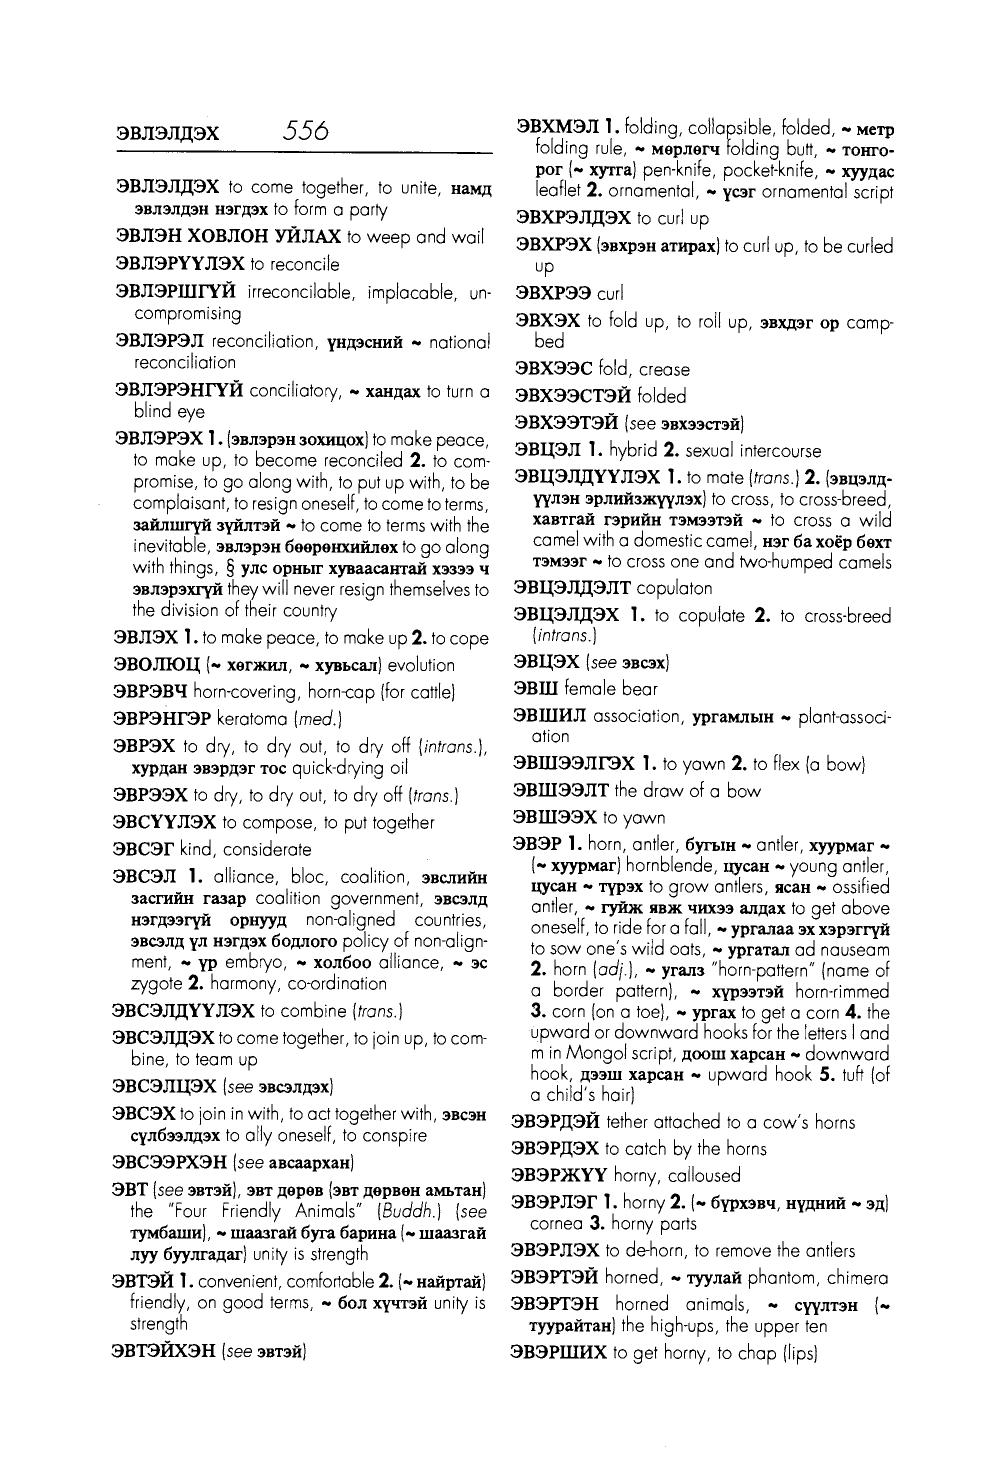 ЭВЛЭЛДЭХ 556
ЭВЛЭЛДЭХ to come together, to unite, намд
эвлэлдэн нэгдэх to form a party
ЭВЛЭН ХОВЛОН УЙЛАХ to weep and wail
ЭВЛЭРҮҮЛЭХ to reconcile
ЭВЛЭРШГҮЙ irreconcilable, implacable, un-
compromising
ЭВЛЭРЭЛ reconciliation, үндэсний ~ national
reconciliation
ЭВЛЭРЭНГҮЙ conciliatory, ~ хандах to turn a
blind eye
ЭВЛЭРЭХ 1. (эвлэрэн зохицох) to make peace,
to make up, to become reconciled 2. to com-
promise, to go along with, to put up with, to be
complaisant, to resign oneself, to come to terms,
зайлшгүй зүйлтэй ~ to come to terms with the
inevitable, эвлэрэн бөөрөнхийлөх to go along
with things, § улс орныг хуваасантай хэзээ ч
эвлэрэхгүй they will never resign themselves to
the division of their country
ЭВЛЭХ 1. to make peace, to make up 2. to cope
ЭВОЛЮЦ (~ хөгжил, ~ хувьсал) evolution
ЭВРЭВЧ horn-covering, horn-cap (for cattle)
ЭВРЭНГЭР keratoma (med.)
ЭВРЭХ to dry, to dry out, to dry off (intrans.),
хурдан эвэрдэг тос quick-drying oil
ЭВРЭЭХ to dry, to dry out, to dry off (trans.)
ЭВСҮҮЛЭХ to compose, to put together
ЭВСЭГ kind, considerate
ЭВСЭЛ 1. alliance, bloc, coalition, эвслийн
засгийн газар coalition government, эвсэлд
нэгдээгүй орнууд non-aligned countries,
эвсэлд үл нэгдэх бодлого policy of non-align-
ment, ~ үр embryo, ~ холбоо alliance, ~ эс
zygote 2. harmony, co-ordination
ЭВСЭЛДҮҮЛЭХ to combine (trans.)
ЭВСЭЛДЭХ to come together, to join up, to com-
bine, to team up
ЭВСЭЛЦЭХ (see эвсэлдэх)
ЭВСЭХ to join in with, to act together with, эвсэн
сүлбээлдэх to ally oneself, to conspire
ЭВСЭЭРХЭН (see авсаархан)
ЭВТ (see эвтэй), эвт дөрөв (эвт дөрвөн амьтан)
the "Four Friendly Animals" (Buddh.) (see
тумбаши), ~ шаазгай буга барина (~ шаазгай
луу буулгадаг) unity is strength
ЭВТЭЙ 1. convenient, comfortable 2. (~ найртай)
friendly, on good terms, ~ бол хүчтэй unity is
strength
ЭВТЭЙХЭН (see эвтэй)
ЭВХМЭЛ 1. folding, collapsible, folded, ~ метр
folding rule, ~ мөрлөгч folding butt, ~ тонго-
рог (~ хутга) pen-knife, pocket-knife, ~ хуудас
leaflet 2. ornamental, ~ үсэг ornamental script
ЭВХРЭЛДЭХ to curl up
ЭВХРЭХ (эвхрэн атирах) to curl up, to be curled
up
ЭВХРЭЭ curl
ЭВХЭХ to fold up, to roll up, эвхдэг ор camp-
bed
ЭВХЭЭС fold, crease
ЭВХЭЭСТЭЙ folded
ЭВХЭЭТЭЙ (see эвхээстэй)
ЭВЦЭЛ 1. hybrid 2. sexual intercourse
ЭВЦЭЛДҮҮЛЭХ 1. to mate (trans.) 2. (эвцэлд-
үүлэн эрлийзжүүлэх) to cross, to cross-breed,
хавтгай гэрийн тэмээтэй ~ to cross a wild
camel with a domestic camel, нэг ба хоёр бөхт
тэмээг ~ to cross one and two-humped camels
ЭВЦЭЛДЭЛТ copulaton
ЭВЦЭЛДЭХ 1. to copulate 2. to cross-breed
(intrans.)
ЭВЦЭХ (see эвсэх)
ЭВШ female bear
ЭВШИЛ association, ургамлын ~ plant-associ-
ation
ЭВШЭЭЛГЭХ 1. to yawn 2. to flex (a bow)
ЭВШЭЭЛТ the draw of a bow
ЭВШЭЭХ to yawn
ЭВЭР 1. horn, antler, бугын ~ antler, хуурмаг ~
(~ хуурмаг) hornblende, цусан ~ young antler,
цусан ~ түрэх to grow antlers, ясан ~ ossified
antler, ~ гуйж явж чихээ алдах to get above
oneself, to ride for a fall, ~ ургалаа эх хэрэггүй
to sow one's wild oats, ~ ургатал ad nauseam
2. horn (adj.), ~ угалз "horn-pattern" (name of
a border pattern), ~ хүрээтэй horn-rimmed
3. corn (on a toe), ~ ургах to get a corn 4. the
upward or downward hooks for the letters I and
m in Mongol script, доош харсан ~ downward
hook, дээш харсан ~ upward hook 5. tuft (of
a child's hair)
ЭВЭРДЭЙ tether attached to a cow's horns
ЭВЭРДЭХ to catch by the horns
ЭВЭРЖҮҮ horny, calloused
ЭВЭРЛЭГ 1. horny 2. (~ бүрхэвч, нүдний ~ эд)
cornea 3. horny parts
ЭВЭРЛЭХ to de-horn, to remove the antlers
ЭВЭРТЭЙ horned, ~ туулай phantom, chimera
ЭВЭРТЭН horned animals, ~ сүүлтэн (~
туурайтан) the high-ups, the upper ten
ЭВЭРШИХ to get horny, to chap (lips)